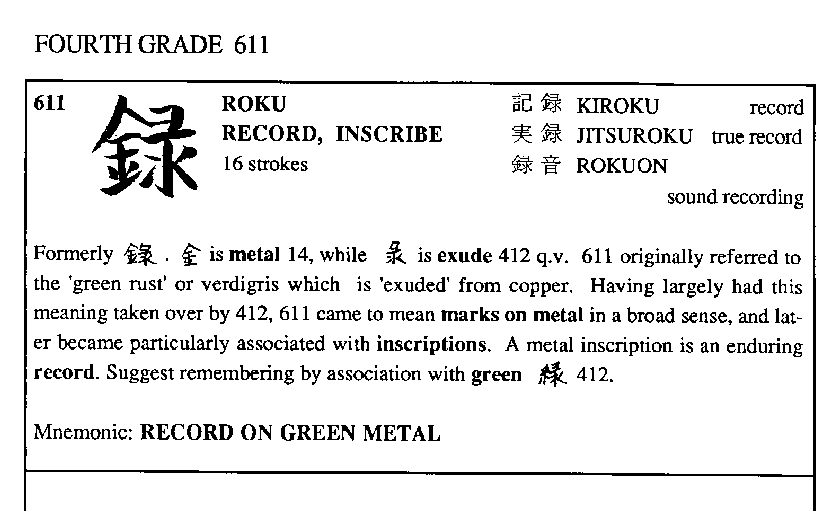 FOURTH GRADE 611
611
録
ROKU
RECORD, INSCRIBE
16 strokes
記録 KIROKU record
実録 JITSUROKU true record
録音 ROKUON
sound recording
Formerly 錄. 金 is metal 14, while 彔 is exude 412 q.v. 611 originally referred to
the 'green rust' or verdigris which is 'exuded' from copper. Having largely had this
meaning taken over by 412, 611 came to mean marks on metal in a broad sense, and lat-
er became particularly associated with inscriptions. A metal inscription is an enduring
record. Suggest remembering by association with green 緑 412.
Mnemonic: RECORD ON GREEN METAL